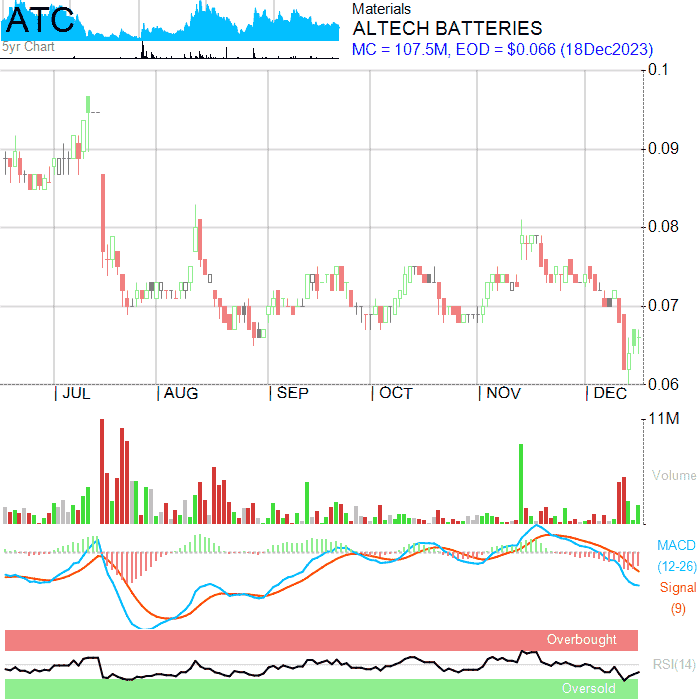 ATC
5yr Chart
Materials
ALTECH BATTERIES
MC = 107.5M, EOD = $0.066 (18Dec2023)
0.1
0.09
0.08
0.07
0.06
JUL AUG SEP OCT NOV DEC
11M
Volume
MACD
(12-26)
Signal
(9)
Overbought
RSI(14)
Oversold